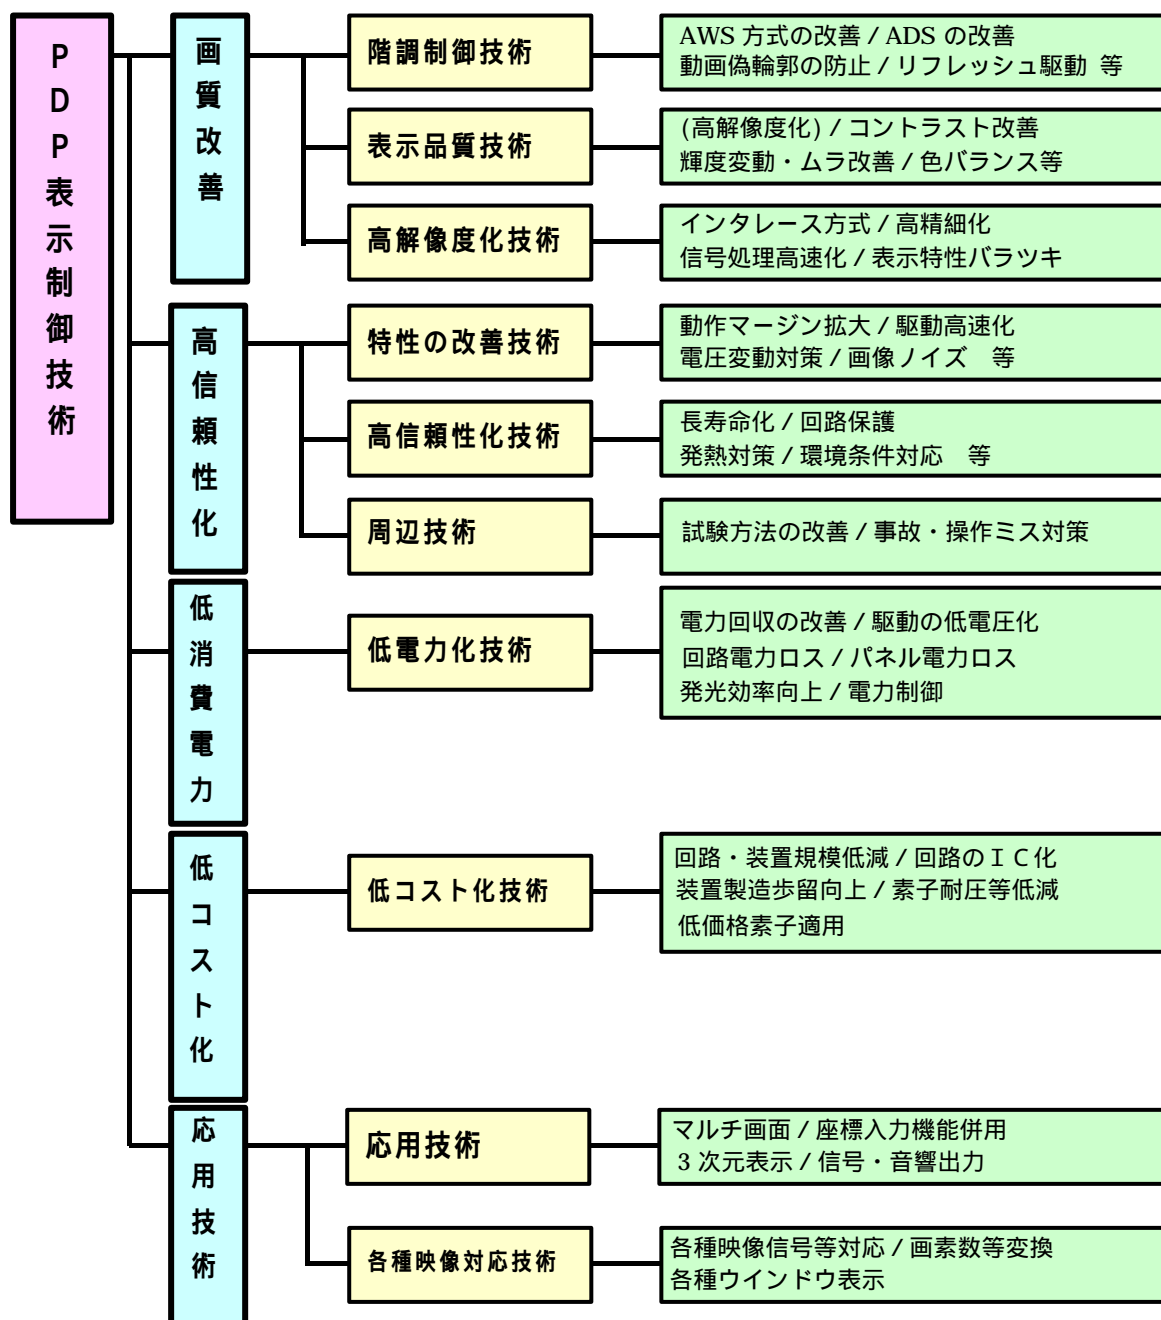 PDP表示制御技術
画質改善
階調制御技術
AWS 方式の改善 / ADS の改善
動画偽輪郭の防止 / リフレッシュ駆動 等
表示品質技術
(高解像度化) / コントラスト改善
輝度変動・ムラ改善 / 色バランス等
高解像度化技術
インタレース方式 / 高精細化
信号処理高速化 / 表示特性バラツキ
高信頼性化
特性の改善技術
動作マージン拡大 / 駆動高速化
電圧変動対策 / 画像ノイズ 等
高信頼性化技術
長寿命化 / 回路保護
発熱対策 / 環境条件対応 等
周辺技術
試験方法の改善 / 事故・操作ミス対策
低消費電力
低電力化技術
電力回収の改善 / 駆動の低電圧化
回路電力ロス / パネル電力ロス
発光効率向上 / 電力制御
低コスト化
低コスト化技術
回路・装置規模低減 / 回路のIC化
装置製造歩留向上 / 素子耐圧等低減
低価格素子適用
応用技術
応用技術
マルチ画面 / 座標入力機能併用
3 次元表示 / 信号・音響出力
各種映像対応技術
各種映像信号等対応 / 画素数等変換
各種ウインドウ表示